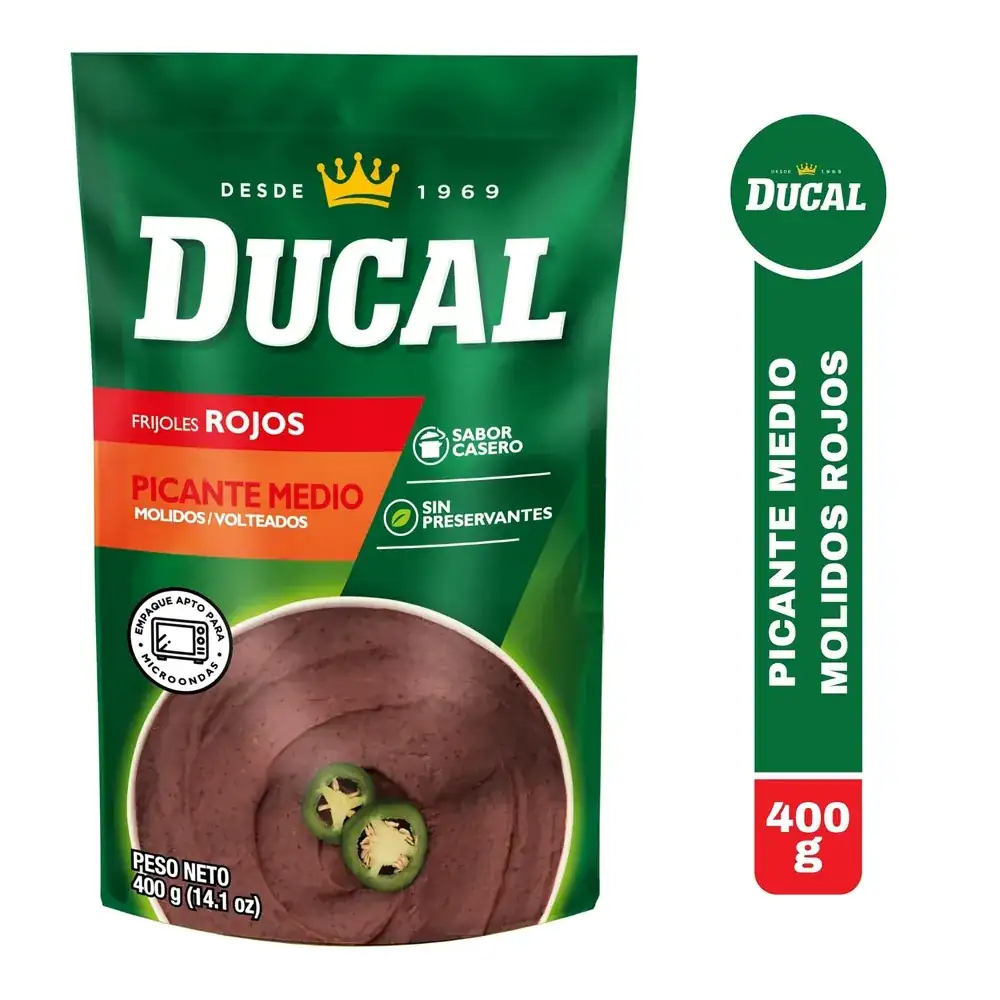 DESDE 1969
DUCAL
FRIJOLES ROJOS
PICANTE MEDIO
MOLIDOS/VOLTEADOS
SABOR
CASERO
SIN
PRESERVANTES
EMPAQUE APTO PARA
MICROONDAS
PESO NETO
400 g (14.1 oz)
DESDE 1969
DUCAL
PICANTE MEDIO
MOLIDOS ROJOS
400
g